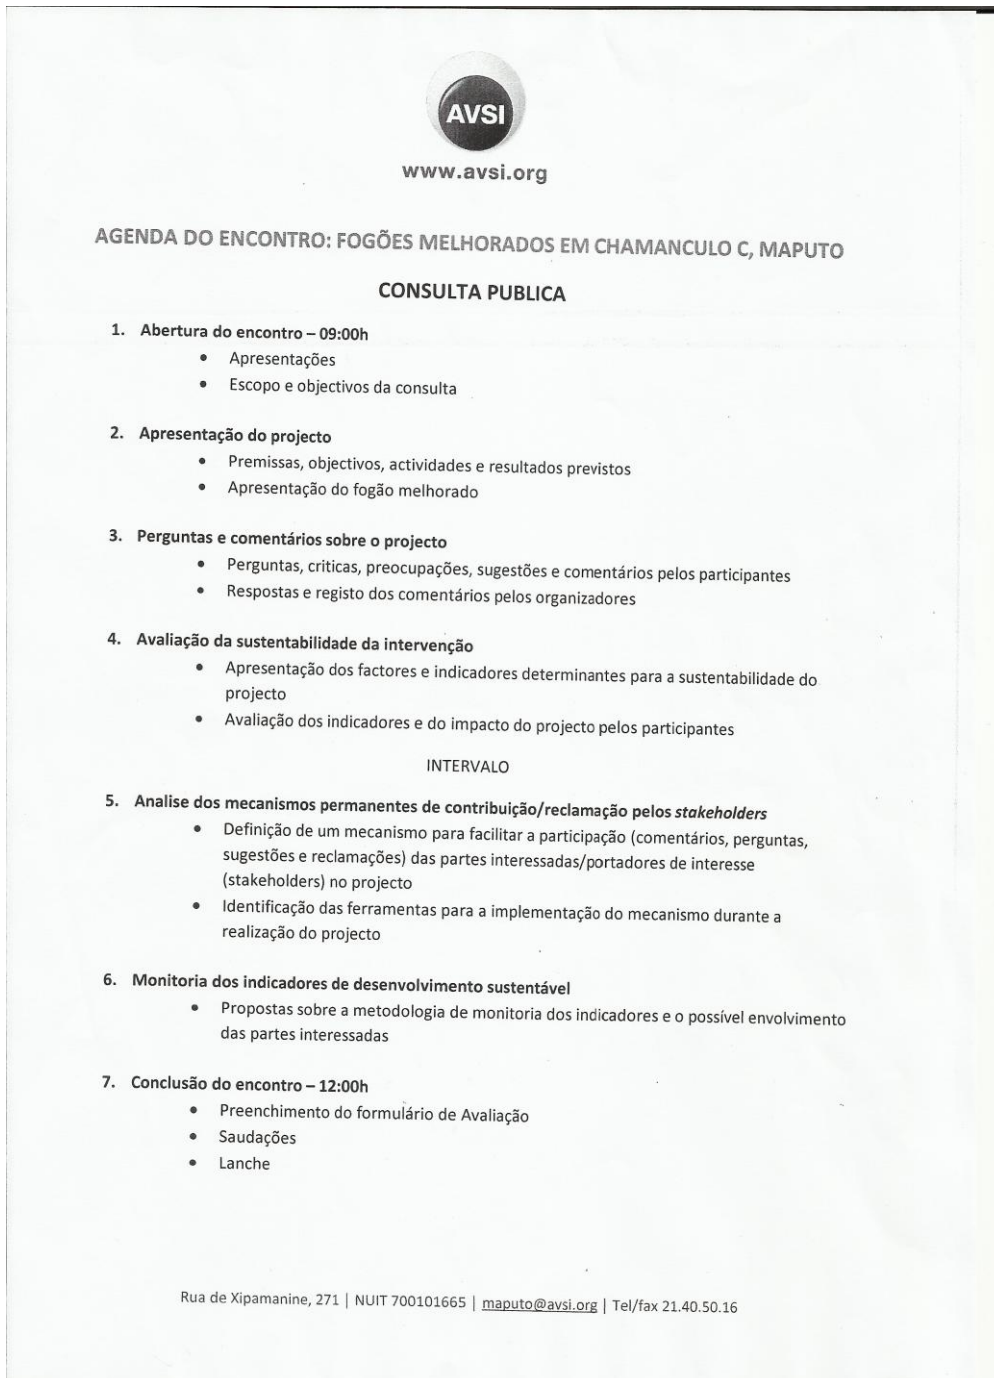 AVSI
www.avsi.org
AGENDA DO ENCONTRO: FOGÕES MELHORADOS EM CHAMANCULO C, MAPUTO
CONSULTA PUBLICA
1. Abertura do encontro – 09:00h
• Apresentações
• Escopo e objectivos da consulta
2. Apresentação do projecto
• Premissas, objectivos, actividades e resultados previstos
• Apresentação do fogão melhorado
3. Perguntas e comentários sobre o projecto
• Perguntas, criticas, preocupações, sugestões e comentários pelos participantes
• Respostas e registo dos comentários pelos organizadores
4. Avaliação da sustentabilidade da intervenção
• Apresentação dos factores e indicadores determinantes para a sustentabilidade do
projecto
• Avaliação dos indicadores e do impacto do projecto pelos participantes
INTERVALO
5. Analise dos mecanismos permanentes de contribuição/reclamação pelos stakeholders
• Definição de um mecanismo para facilitar a participação (comentários, perguntas,
sugestões e reclamações) das partes interessadas/portadores de interesse
(stakeholders) no projecto
• Identificação das ferramentas para a implementação do mecanismo durante a
realização do projecto
6. Monitoria dos indicadores de desenvolvimento sustentável
• Propostas sobre a metodologia de monitoria dos indicadores e o possível envolvimento
das partes interessadas
7. Conclusão do encontro – 12:00h
• Preenchimento do formulário de Avaliação
• Saudações
• Lanche
Rua de Xipamanine, 271 | NUIT 700101665 | maputo@avsi.org | Tel/fax 21.40.50.16